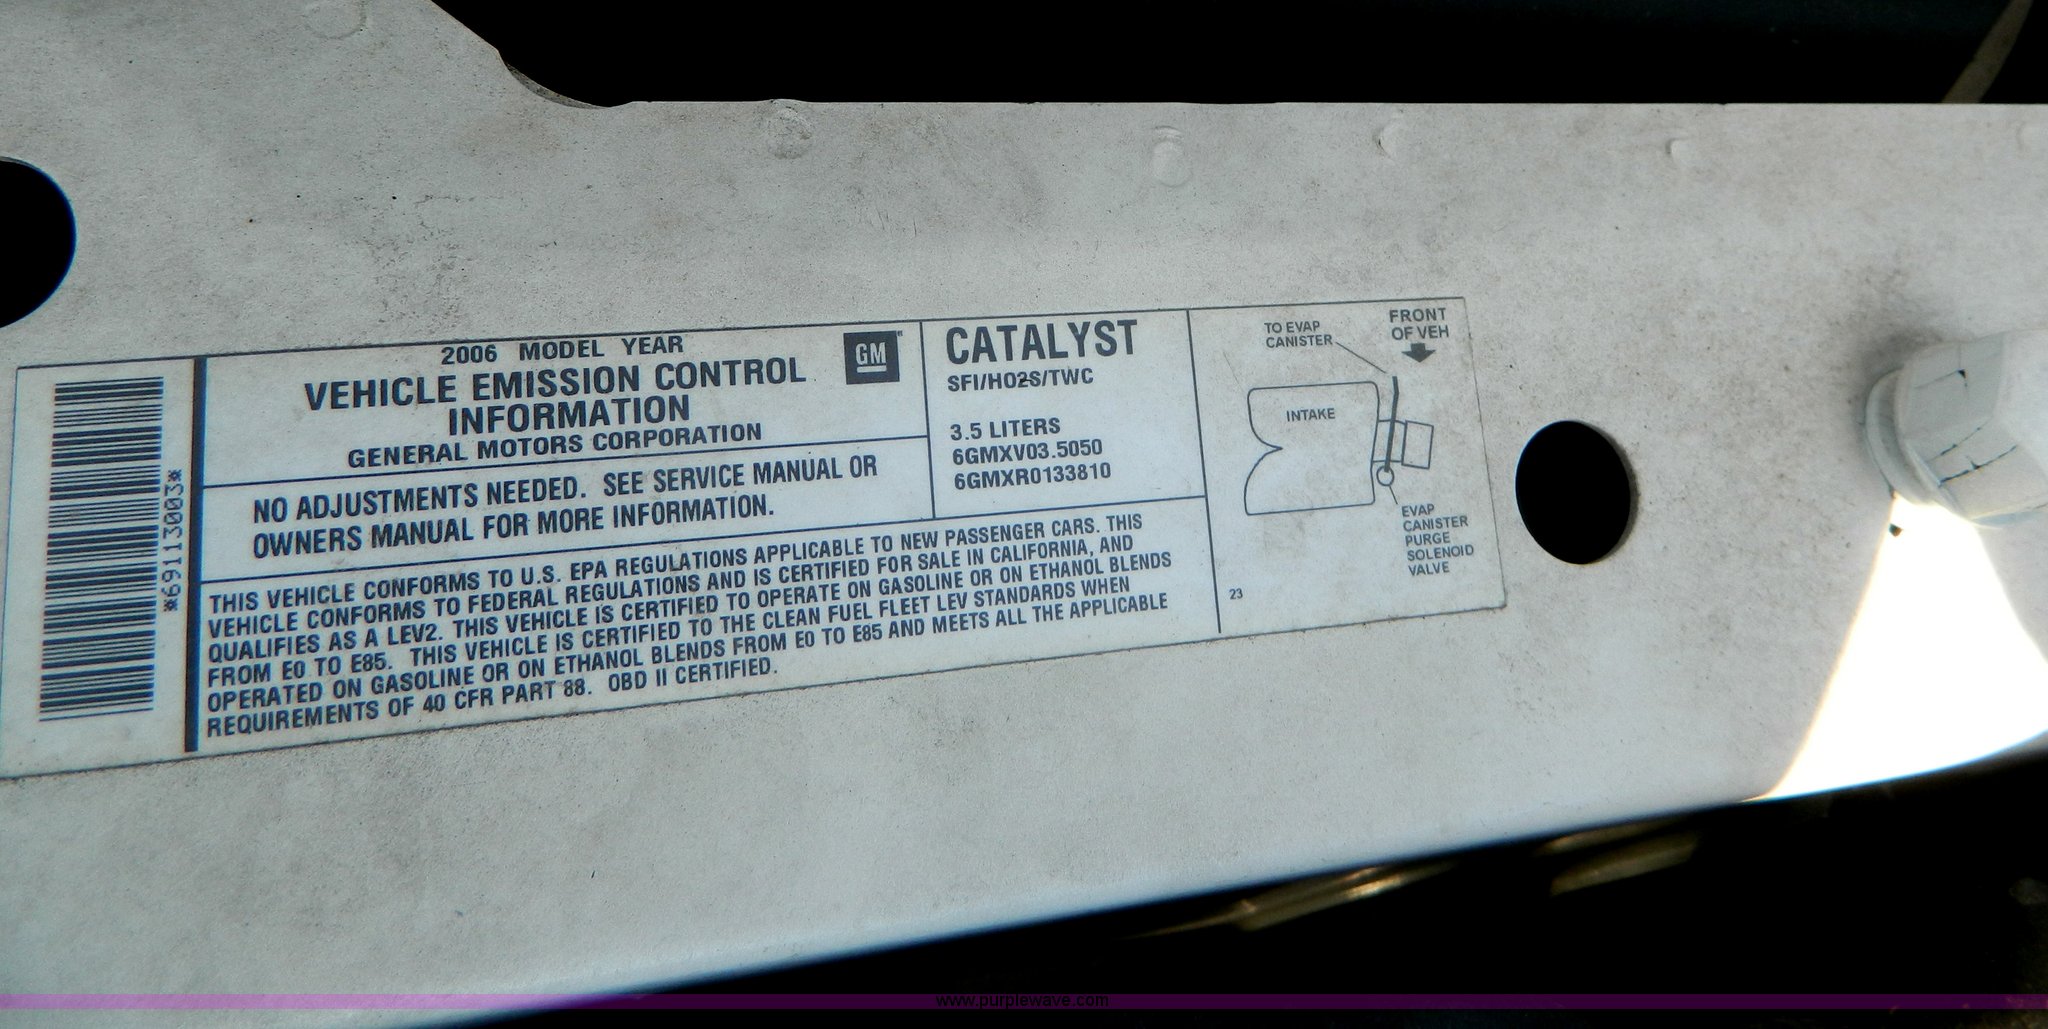 *69113003*
2006 MODEL YEAR
VEHICLE EMISSION CONTROL
INFORMATION
GENERAL MOTORS CORPORATION
GM
NO ADJUSTMENTS NEEDED. SEE SERVICE MANUAL OR
OWNERS MANUAL FOR MORE INFORMATION.
CATALYST
SFI/HO2S/TWC
3.5 LITERS
6GMXV03.5050
6GMXR0133810
THIS VEHICLE CONFORMS TO U.S. EPA REGULATIONS APPLICABLE TO NEW PASSENGER CARS. THIS
VEHICLE CONFORMS TO FEDERAL REGULATIONS AND IS CERTIFIED FOR SALE IN CALIFORNIA, AND
QUALIFIES AS A LEV2. THIS VEHICLE IS CERTIFIED TO OPERATE ON GASOLINE OR ON ETHANOL BLENDS
FROM E0 TO E85. THIS VEHICLE IS CERTIFIED TO THE CLEAN FUEL FLEET LEV STANDARDS WHEN
OPERATED ON GASOLINE OR ON ETHANOL BLENDS FROM E0 TO E85 AND MEETS ALL THE APPLICABLE
REQUIREMENTS OF 40 CFR PART 88. OBD II CERTIFIED.
TO EVAP
CANISTER
FRONT
OF VEH
INTAKE
EVAP
CANISTER
PURGE
SOLENOID
VALVE
23
www.purplewave.com